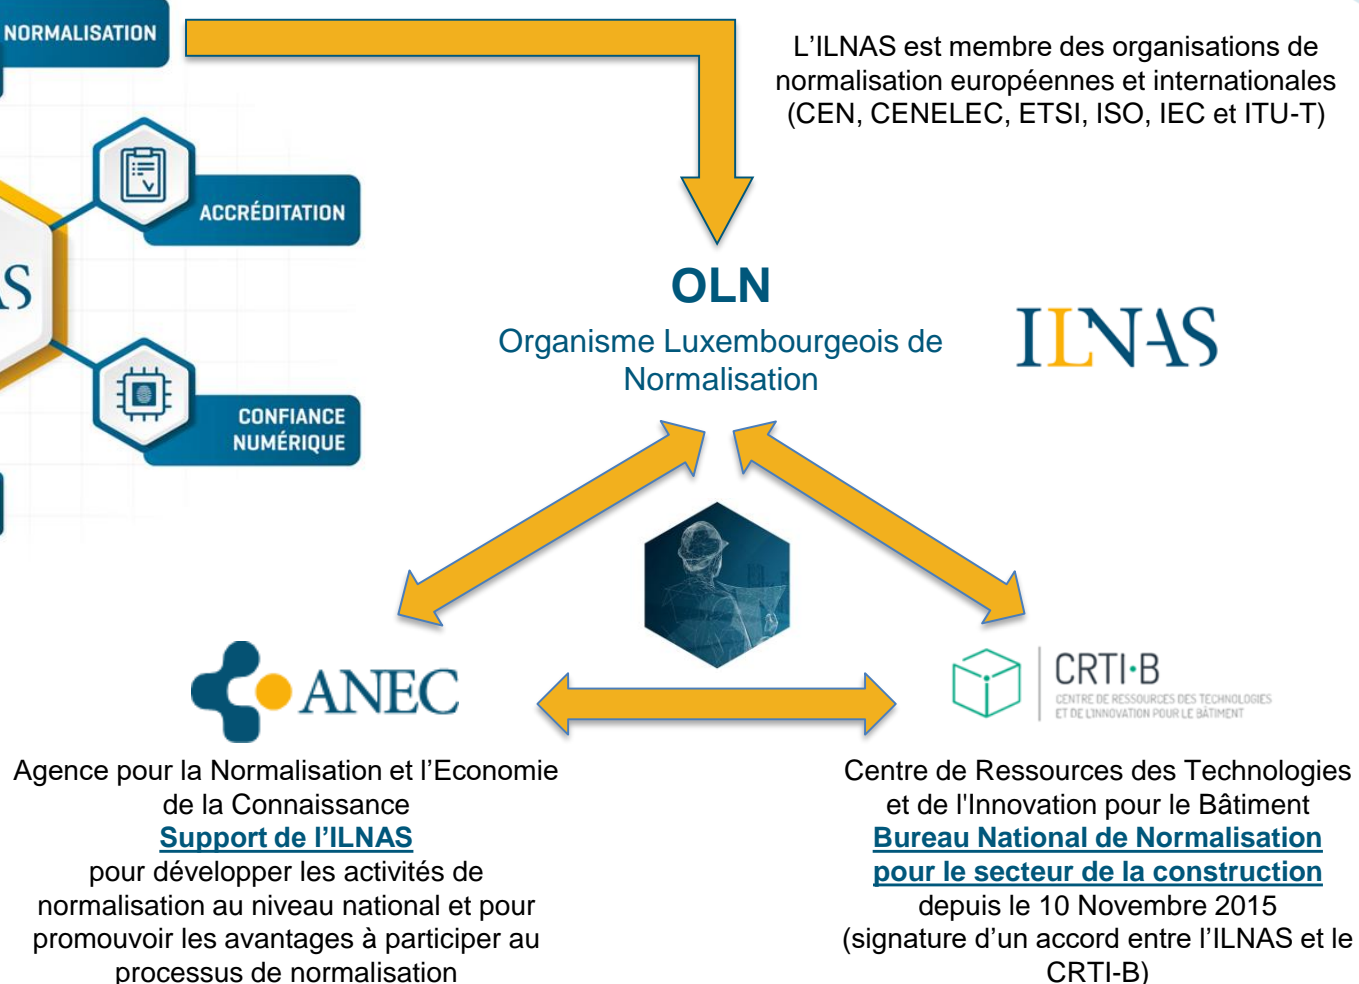 NORMALISATION
L’ILNAS est membre des organisations de
normalisation européennes et internationales
(CEN, CENELEC, ETSI, ISO, IEC et ITU-T)
ACCRÉDITATION
AS
OLN
Organisme Luxembourgeois de
Normalisation
ILNAS
CONFIANCE
NUMÉRIQUE
ANEC
CRTI·B
CENTRE DE RESSOURCES DES TECHNOLOGIES
ET DE L'INNOVATION POUR LE BÂTIMENT
Agence pour la Normalisation et l’Economie
de la Connaissance
Support de l’ILNAS
pour développer les activités de
normalisation au niveau national et pour
promouvoir les avantages à participer au
processus de normalisation
Centre de Ressources des Technologies
et de l'Innovation pour le Bâtiment
Bureau National de Normalisation
pour le secteur de la construction
depuis le 10 Novembre 2015
(signature d’un accord entre l’ILNAS et le
CRTI-B)